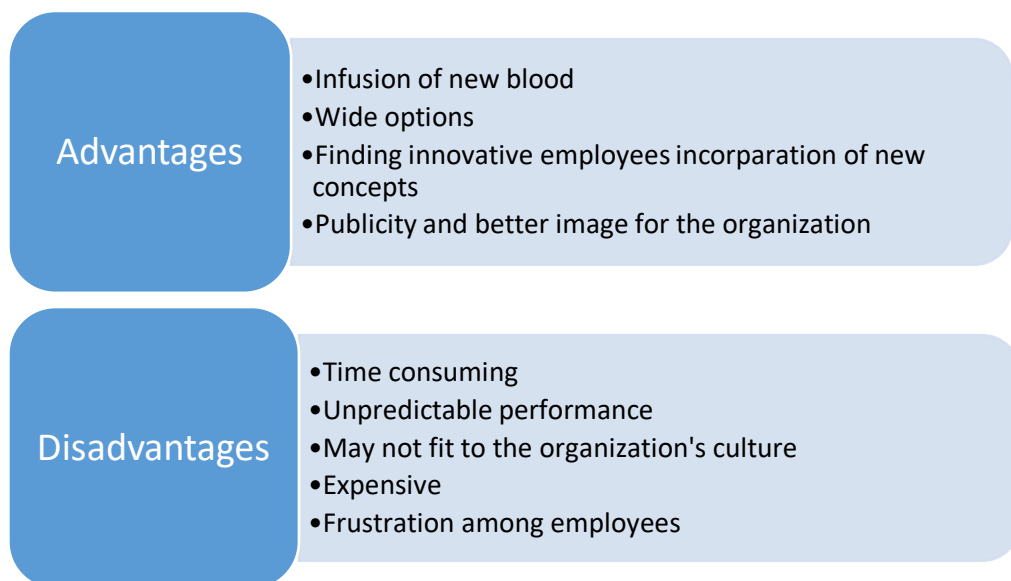 Advantages
•Infusion of new blood
•Wide options
•Finding innovative employees incorparation of new
concepts
•Publicity and better image for the organization
Disadvantages
•Time consuming
•Unpredictable performance
•May not fit to the organization's culture
•Expensive
•Frustration among employees